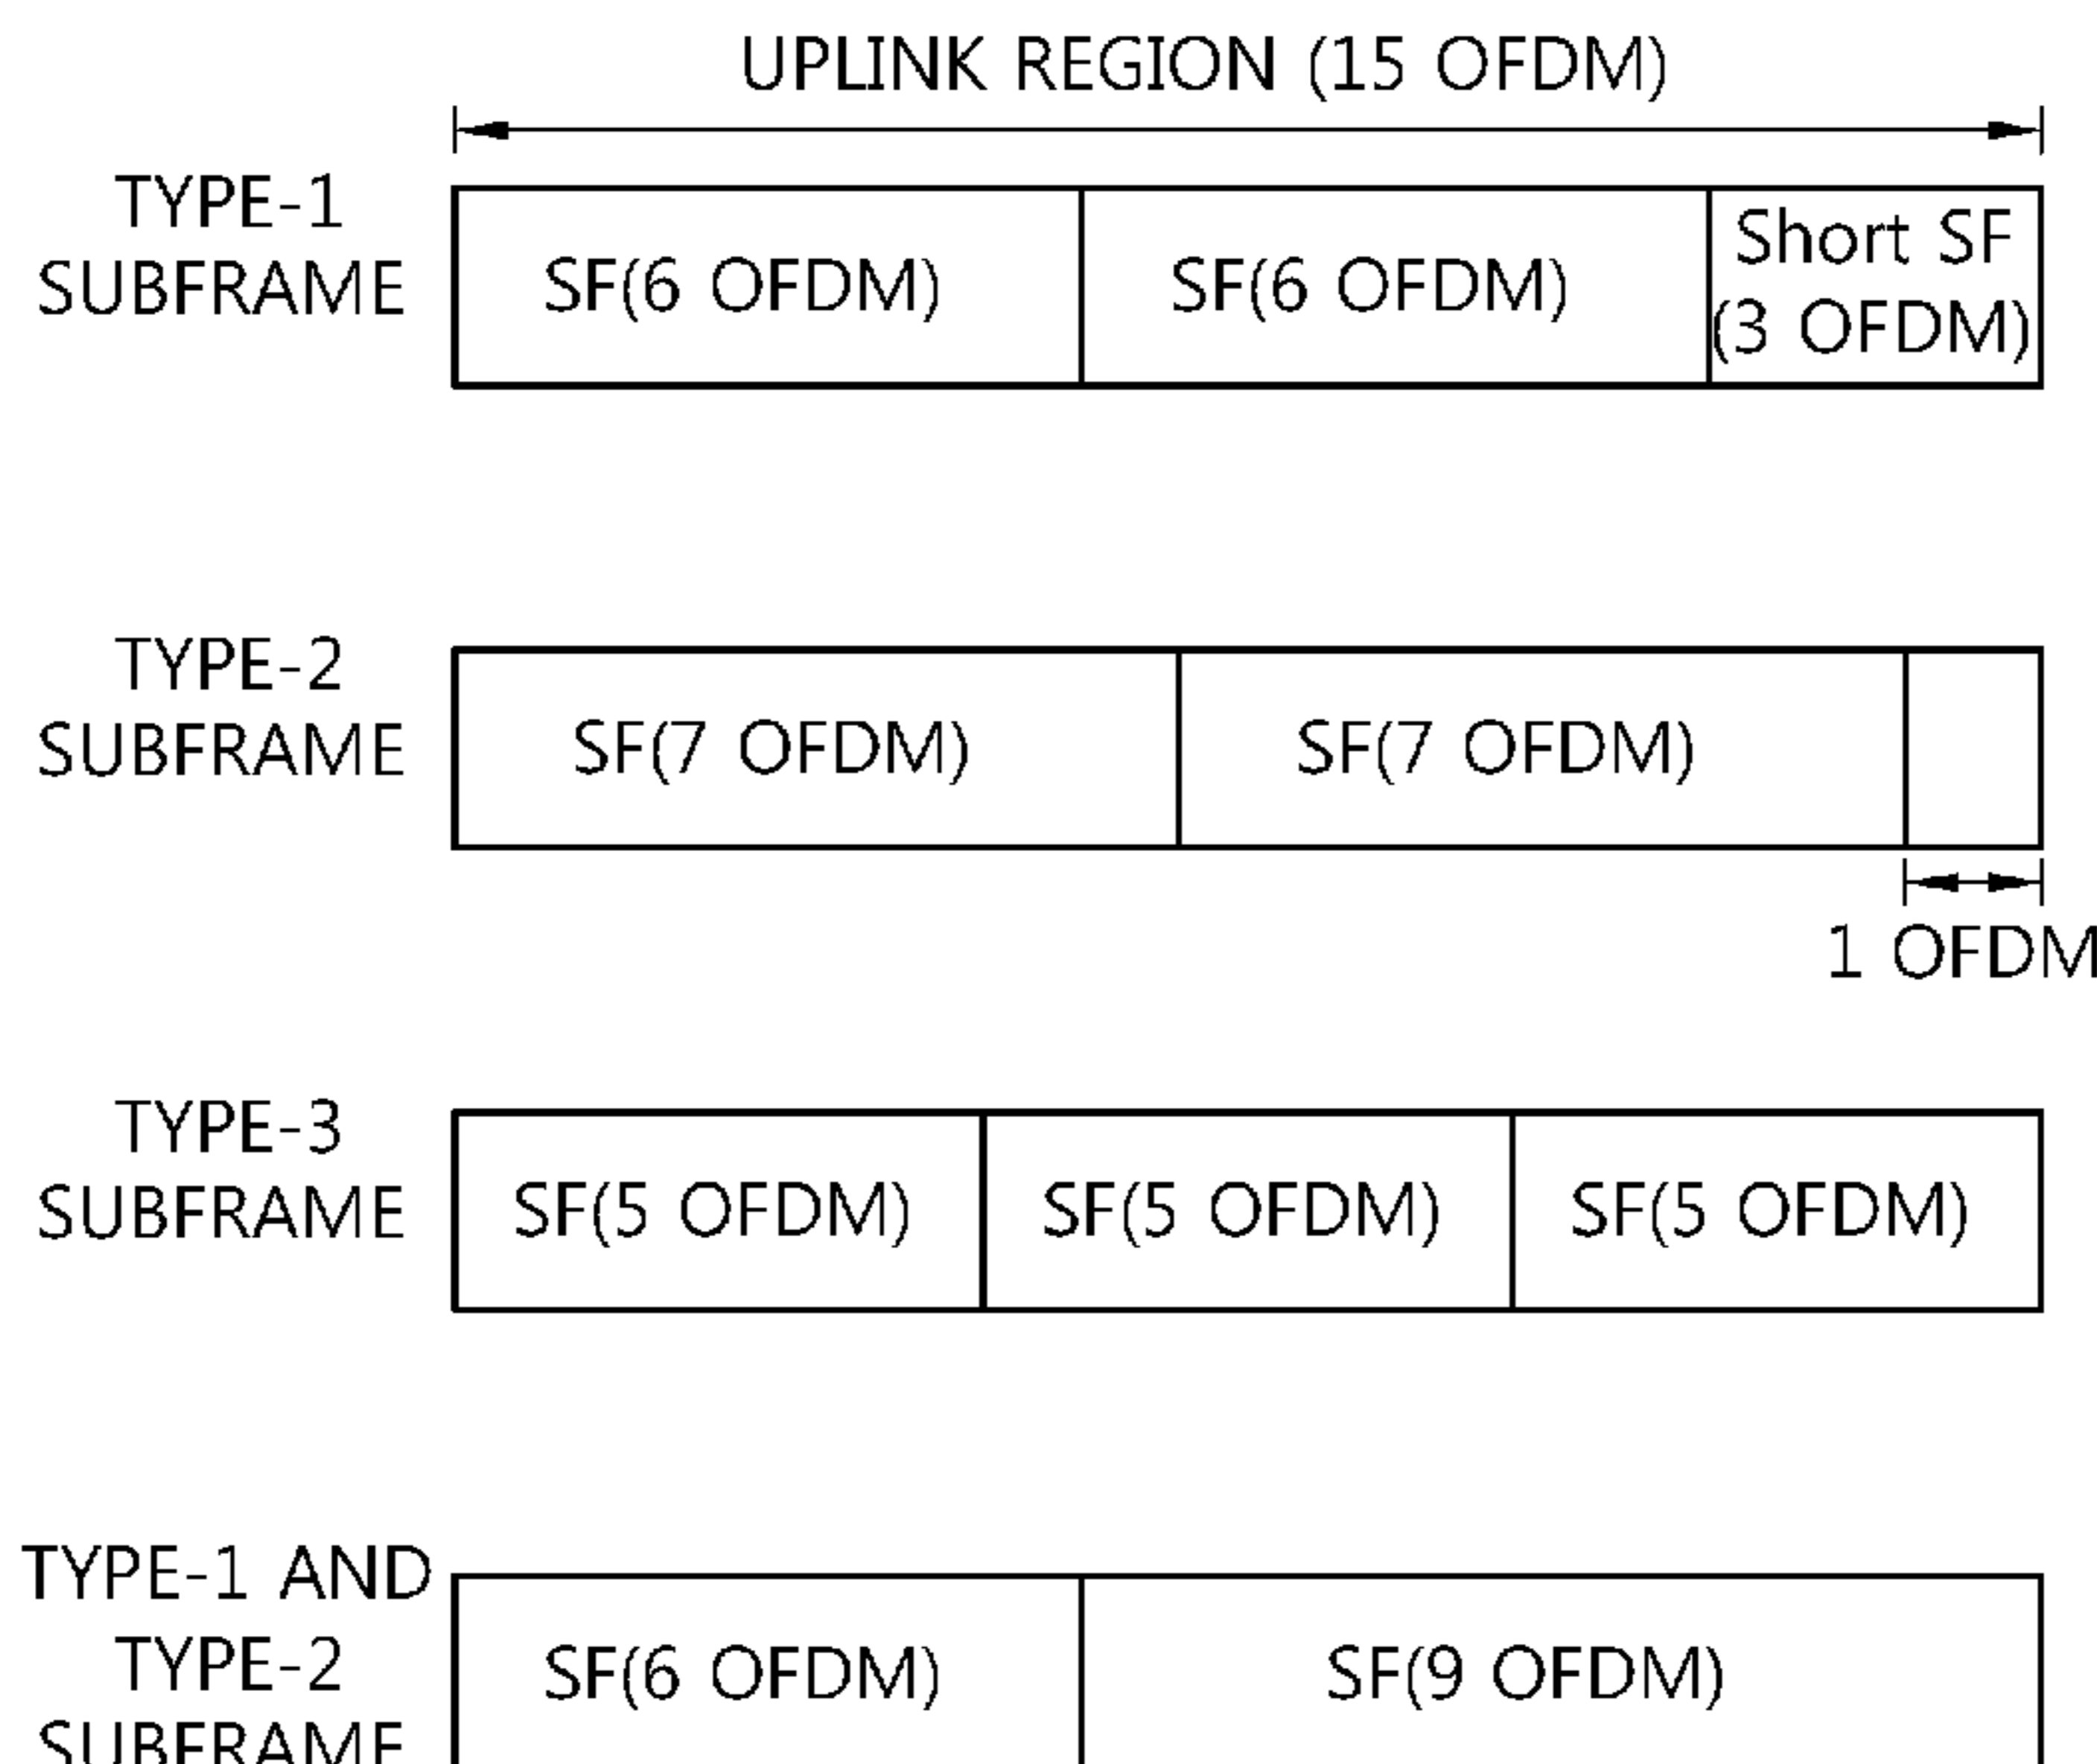 UPLINK REGION (15 OFDM)
TYPE-1
SUBFRAME
SF(6 OFDM)
SF(6 OFDM)
Short SF
(3 OFDM)
TYPE-2
SUBFRAME
SF(7 OFDM)
SF(7 OFDM)
1 OFDM
TYPE-3
SUBFRAME
SF(5 OFDM)
SF(5 OFDM)
SF(5 OFDM)
TYPE-1 AND
TYPE-2
SUBFRAME
SF(6 OFDM)
SF(9 OFDM)